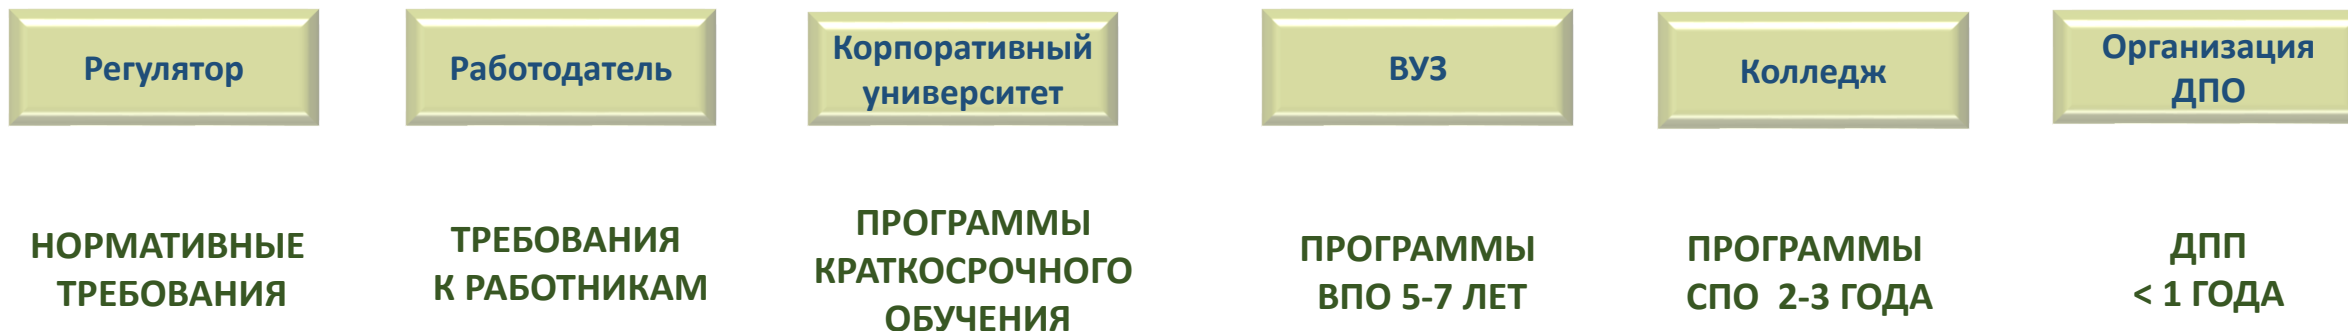 Регулятор
Работодатель
Корпоративный
университет
ВУЗ
Колледж
Организация
ДПО
НОРМАТИВНЫЕ
ТРЕБОВАНИЯ
ТРЕБОВАНИЯ
К РАБОТНИКАМ
ПРОГРАММЫ
КРАТКОСРОЧНОГО
ОБУЧЕНИЯ
ПРОГРАММЫ
ВПО 5-7 ЛЕТ
ПРОГРАММЫ
СПО 2-3 ГОДА
ДПП
< 1 ГОДА